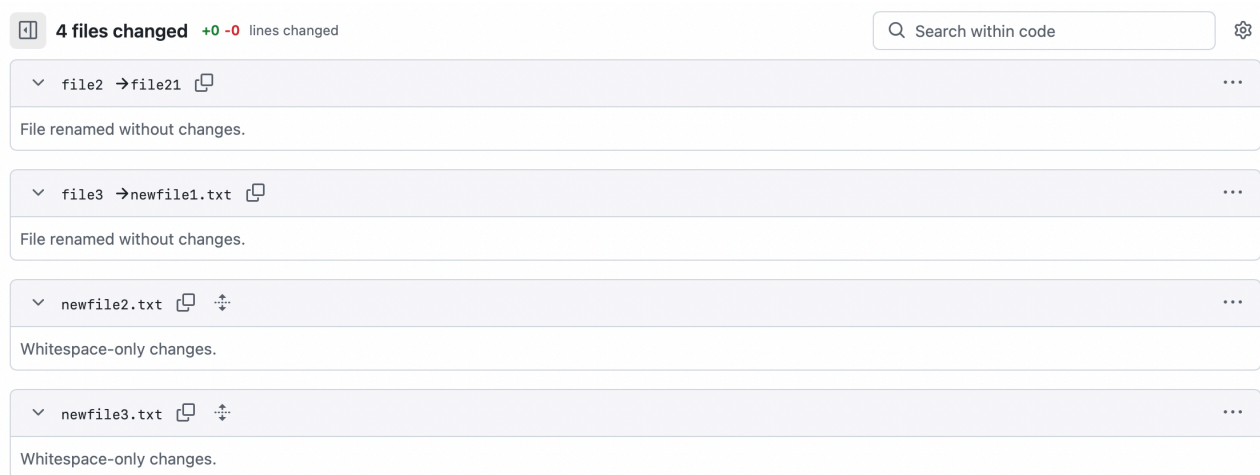 4 files changed +0 -0 lines changed Search within code
file2 →file21
File renamed without changes.
file3 →newfile1.txt
File renamed without changes.
newfile2.txt
Whitespace-only changes.
newfile3.txt
Whitespace-only changes.